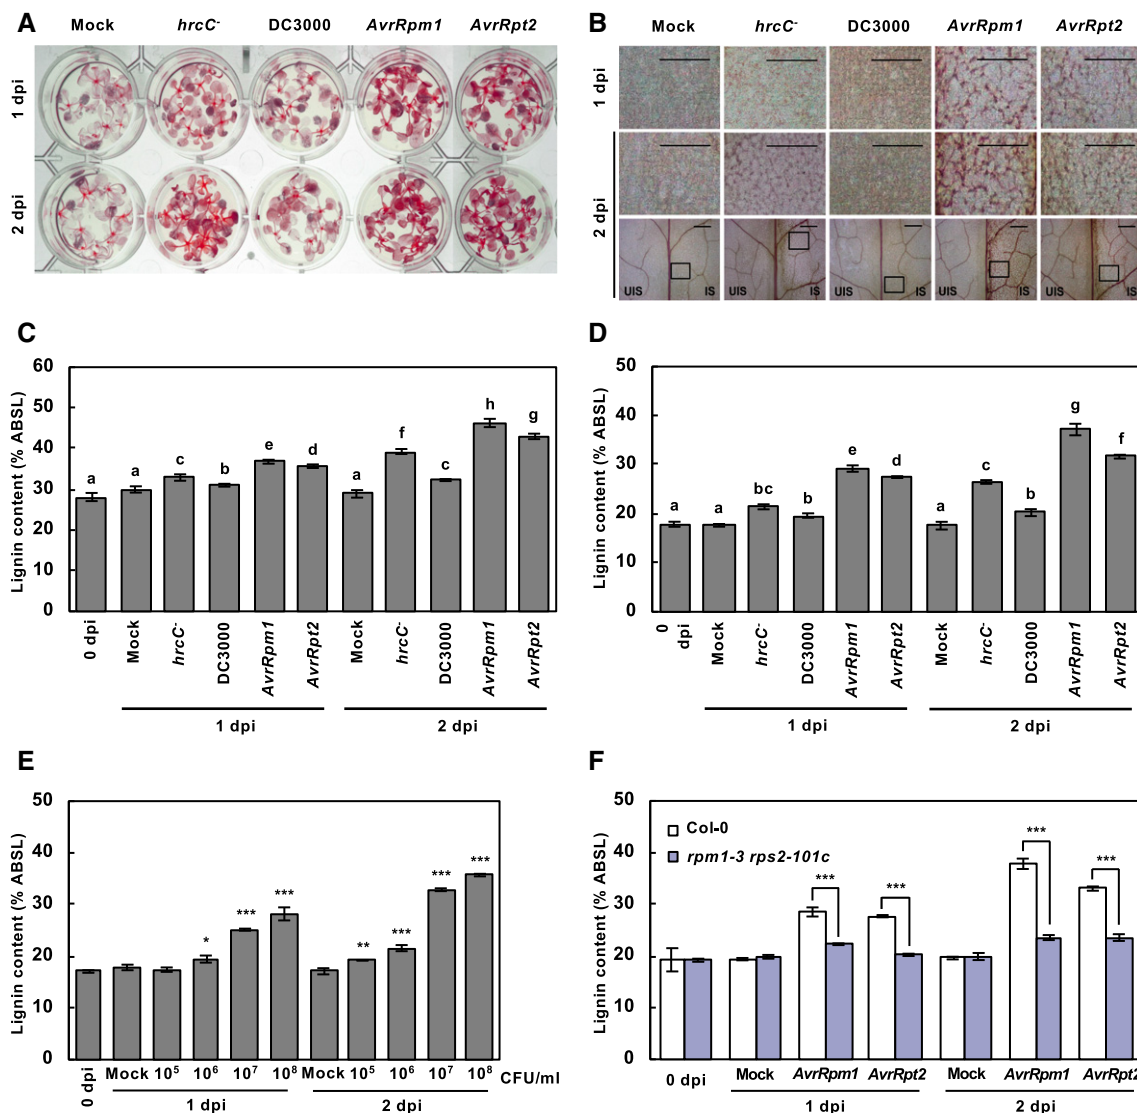 A
Mock hrcC- DC3000 AvrRpm1 AvrRpt2
1 dpi
2 dpi
B
Mock hrcC- DC3000 AvrRpm1 AvrRpt2
1 dpi
2 dpi
UIS IS UIS IS UIS IS UIS IS UIS IS
C
Lignin content (% ABSL)
60
50
40
30
20
10
0
a a c b e d a f c h g
0 dpi Mock hrcC- DC3000 AvrRpm1 AvrRpt2 Mock hrcC- DC3000 AvrRpm1 AvrRpt2
1 dpi 2 dpi
D
Lignin content (% ABSL)
50
40
30
20
10
0
a a bc b e d a c b g f
0 dpi Mock hrcC- DC3000 AvrRpm1 AvrRpt2 Mock hrcC- DC3000 AvrRpm1 AvrRpt2
1 dpi 2 dpi
E
Lignin content (% ABSL)
50
40
30
20
10
0
* *** *** ** *** *** ***
0 dpi Mock 10⁵ 10⁶ 10⁷ 10⁸ Mock 10⁵ 10⁶ 10⁷ 10⁸ CFU/ml
1 dpi 2 dpi
F
Lignin content (% ABSL)
50
40
30
20
10
0
Col-0
rpm1-3 rps2-101c
*** *** *** ***
0 dpi Mock AvrRpm1 AvrRpt2 Mock AvrRpm1 AvrRpt2
1 dpi 2 dpi